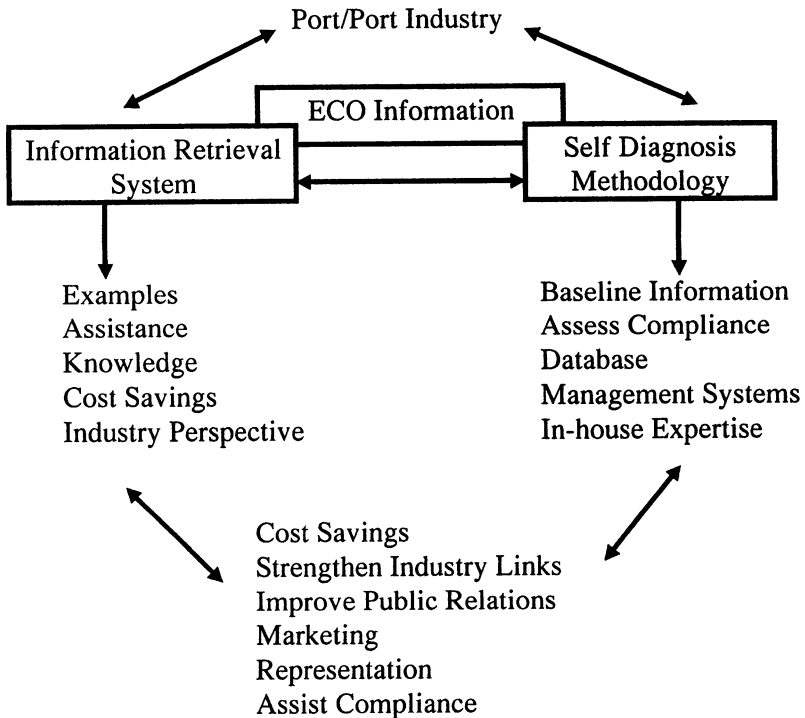 Port/Port Industry
ECO Information
Information Retrieval
System
Self Diagnosis
Methodology
Examples
Assistance
Knowledge
Cost Savings
Industry Perspective
Baseline Information
Assess Compliance
Database
Management Systems
In-house Expertise
Cost Savings
Strengthen Industry Links
Improve Public Relations
Marketing
Representation
Assist Compliance